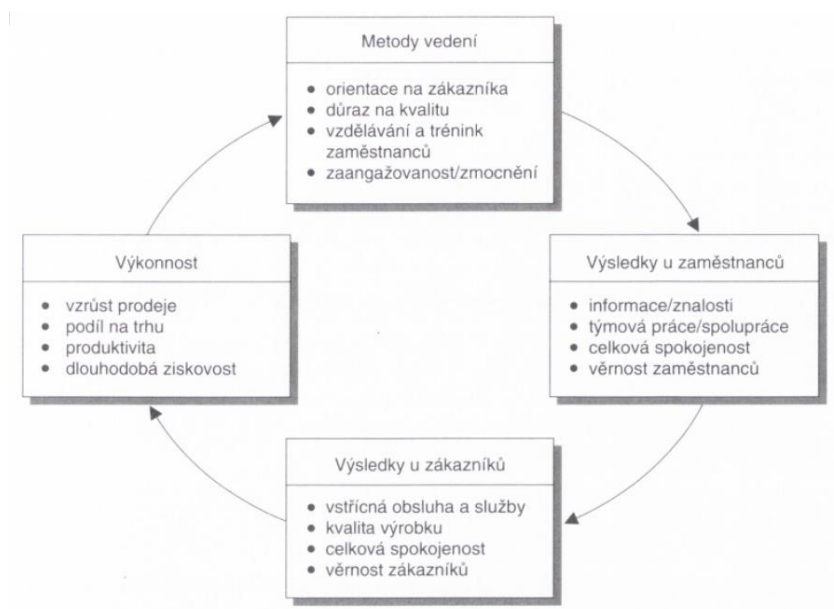 Metody vedení
• orientace na zákazníka
• důraz na kvalitu
• vzdělávání a trénink
zaměstnanců
• zaangažovanost/zmocnění
Výkonnost
• vzrůst prodeje
• podíl na trhu
• produktivita
• dlouhodobá ziskovost
Výsledky u zaměstnanců
• informace/znalosti
• týmová práce/spolupráce
• celková spokojenost
• věrnost zaměstnanců
Výsledky u zákazníků
• vstřícná obsluha a služby
• kvalita výrobku
• celková spokojenost
• věrnost zákazníků